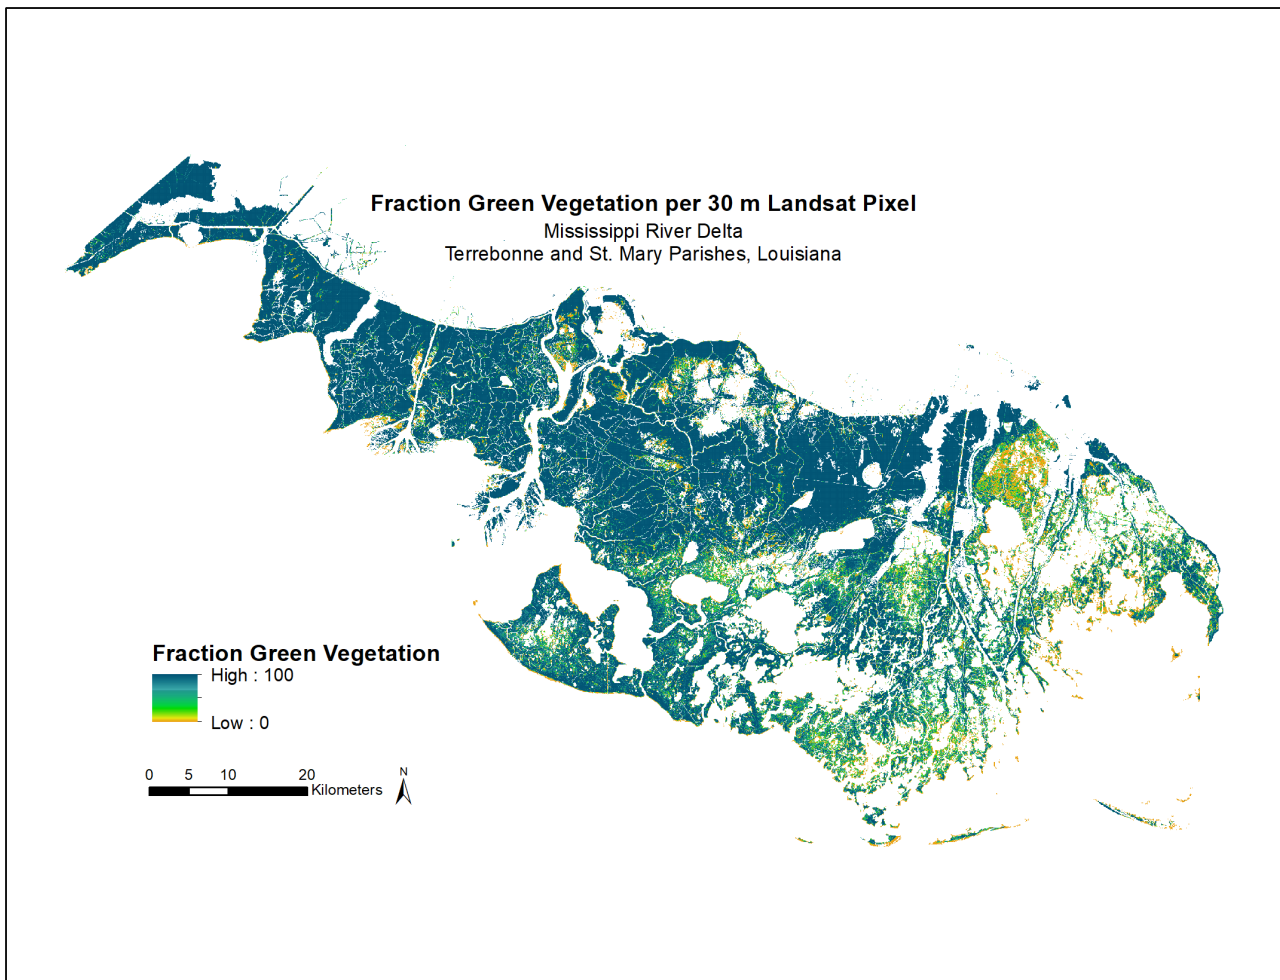 Fraction Green Vegetation per 30 m Landsat Pixel
Mississippi River Delta
Terrebonne and St. Mary Parishes, Louisiana
Fraction Green Vegetation
High : 100
Low : 0
0 5 10 20
Kilometers
N